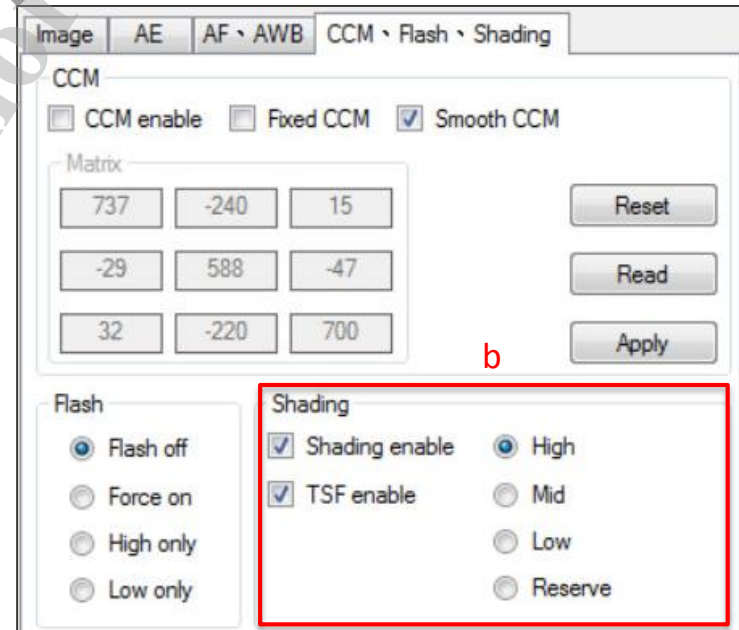 Image AE AF、AWB CCM、Flash、Shading
CCM
CCM enable Fixed CCM Smooth CCM
Matrix
737 -240 15 Reset
-29 588 -47 Read
32 -220 700 Apply
b
Flash Shading
Flash off Shading enable High
Force on TSF enable Mid
High only Low
Low only Reserve